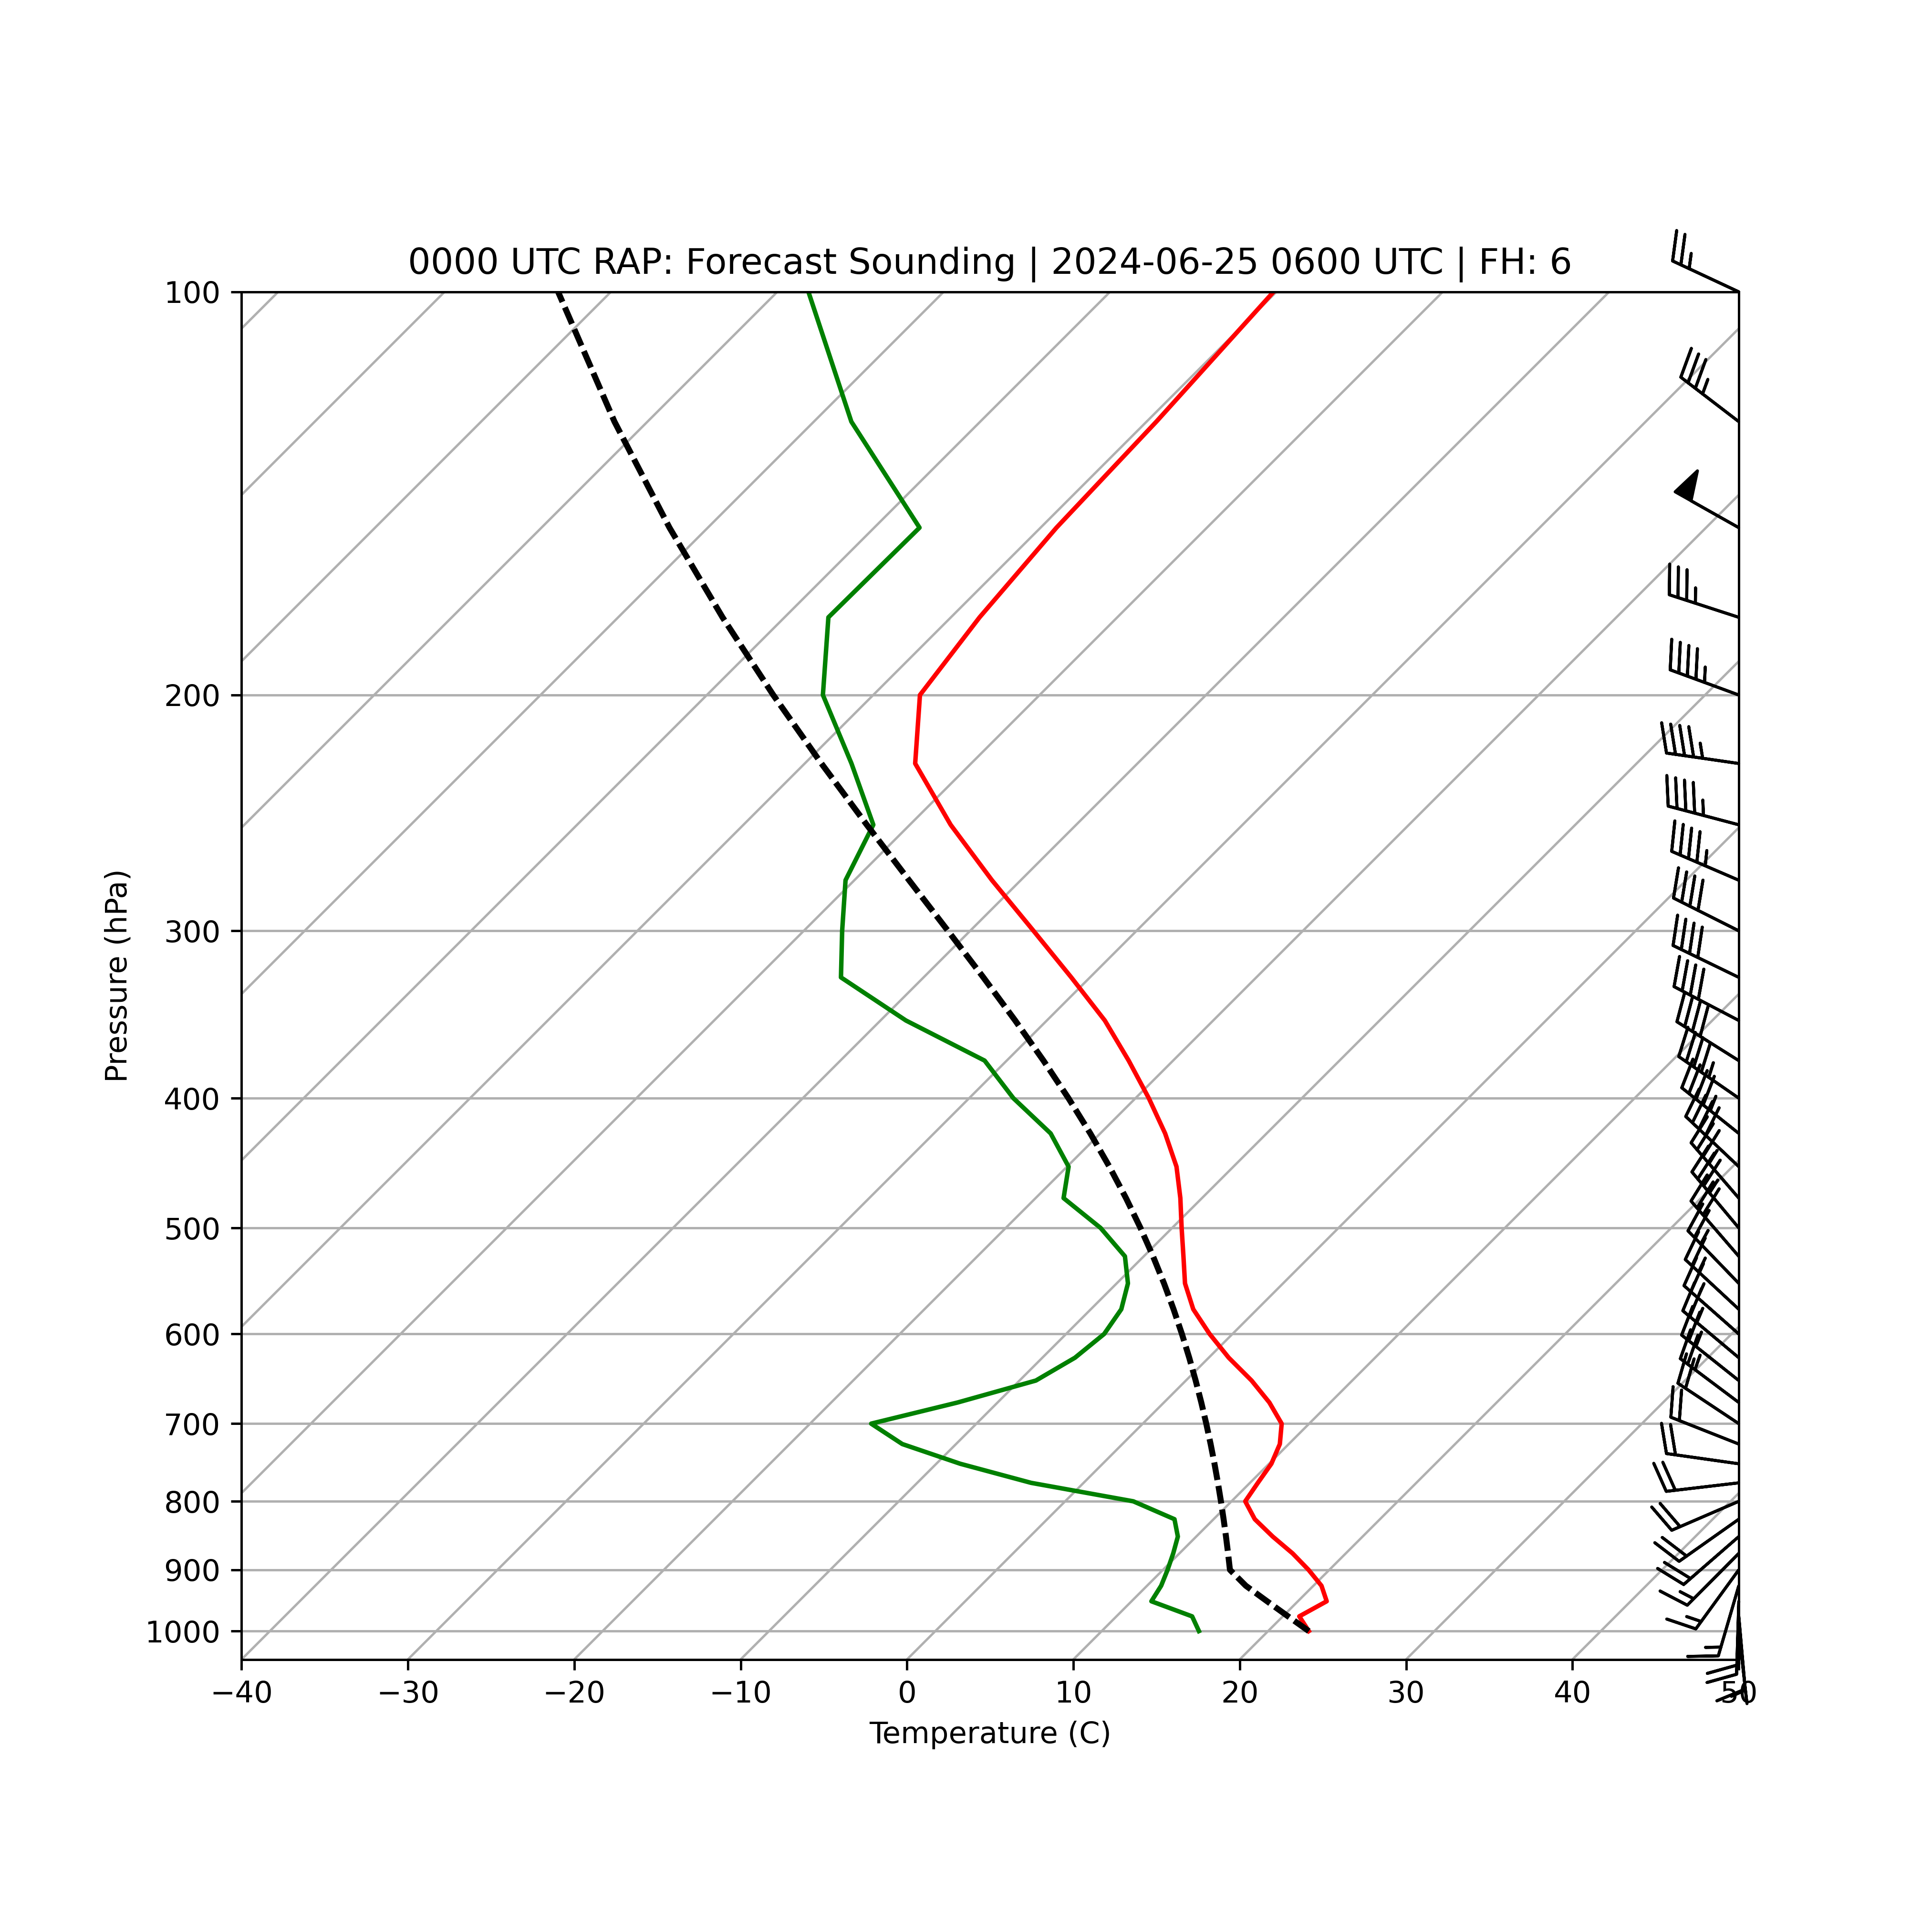 0000 UTC RAP: Forecast Sounding | 2024-06-25 0600 UTC | FH: 6
100
200
300
400
500
600
700
800
900
1000
Pressure (hPa)
−40 −30 −20 −10 0 10 20 30 40 50
Temperature (C)